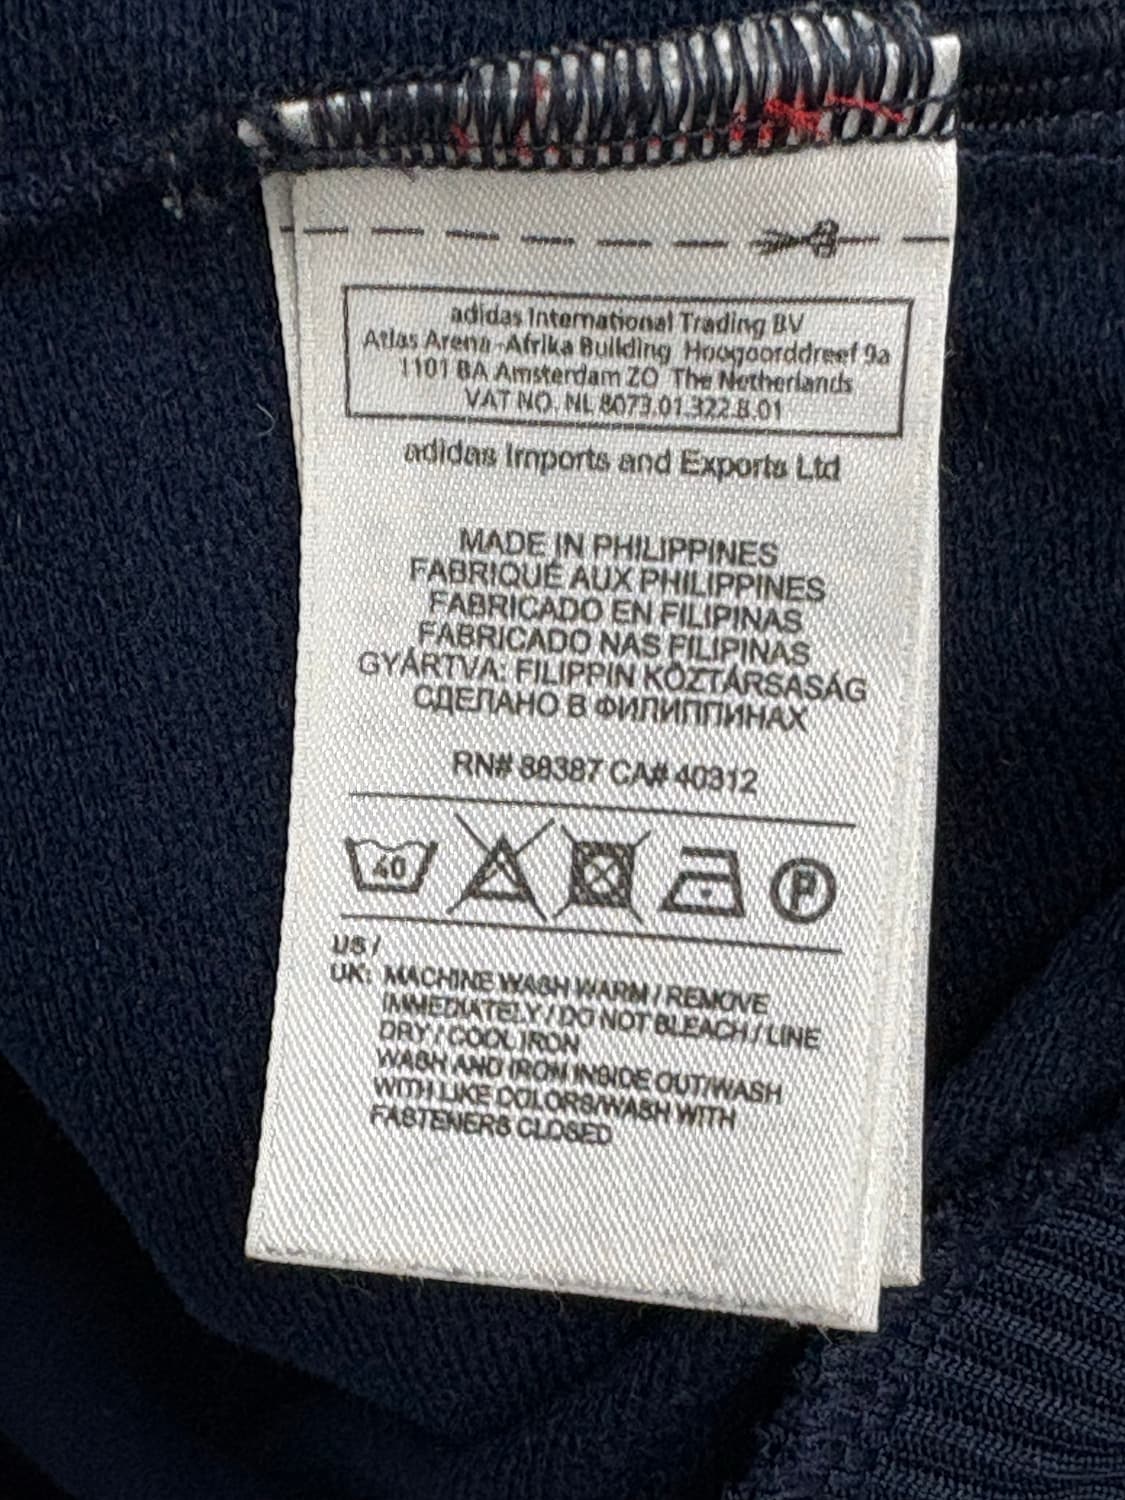 adidas International Trading BV
Atlas Arena-Afrika Building Hoogoorddreef 9a
1101 BA Amsterdam ZO The Netherlands
VAT NO. NL 8073.01.322.B.01
adidas Imports and Exports Ltd
MADE IN PHILIPPINES
FABRIQUÉ AUX PHILIPPINES
FABRICADO EN FILIPINAS
FABRICADO NAS FILIPINAS
GYÁRTVA: FILIPPIN KÖZTÁRSASÁG
СДЕЛАНО В ФИЛИППИНАХ
RN# 88387 CA# 40312
40 P
US /
UK: MACHINE WASH WARM / REMOVE
IMMEDIATELY / DO NOT BLEACH / LINE
DRY / COOL IRON
WASH AND IRON INSIDE OUT/WASH
WITH LIKE COLORS/WASH WITH
FASTENERS CLOSED